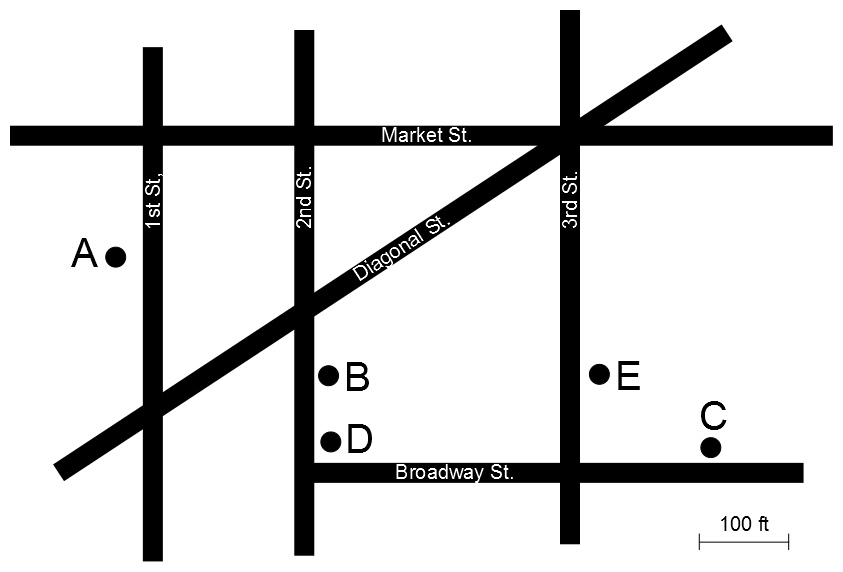 Market St.
1st St,
2nd St.
3rd St.
Diagonal St.
A
B
E
C
D
Broadway St.
100 ft